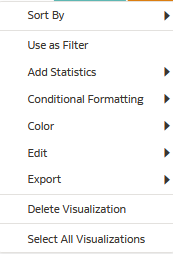 Sort By
Use as Filter
Add Statistics
Conditional Formatting
Color
Edit
Export
Delete Visualization
Select All Visualizations